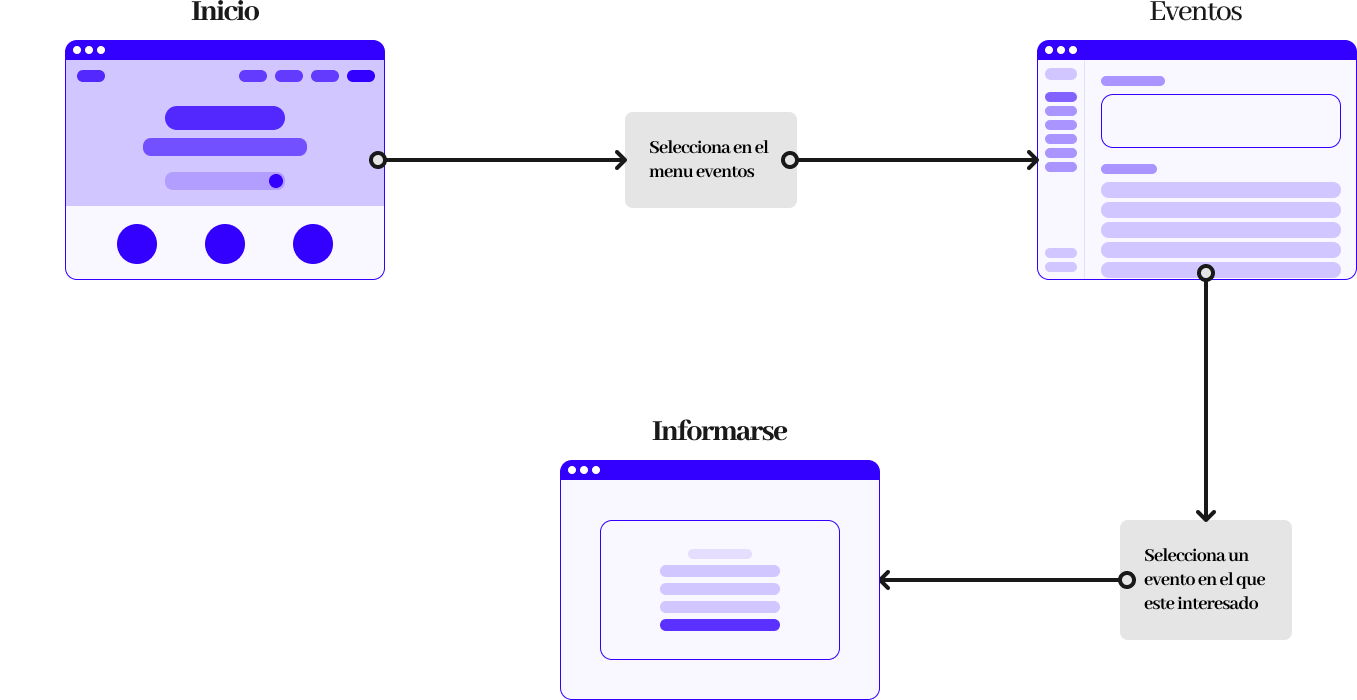 Inicio
Eventos
Selecciona en el
menu eventos
Informarse
Selecciona un
evento en el que
este interesado